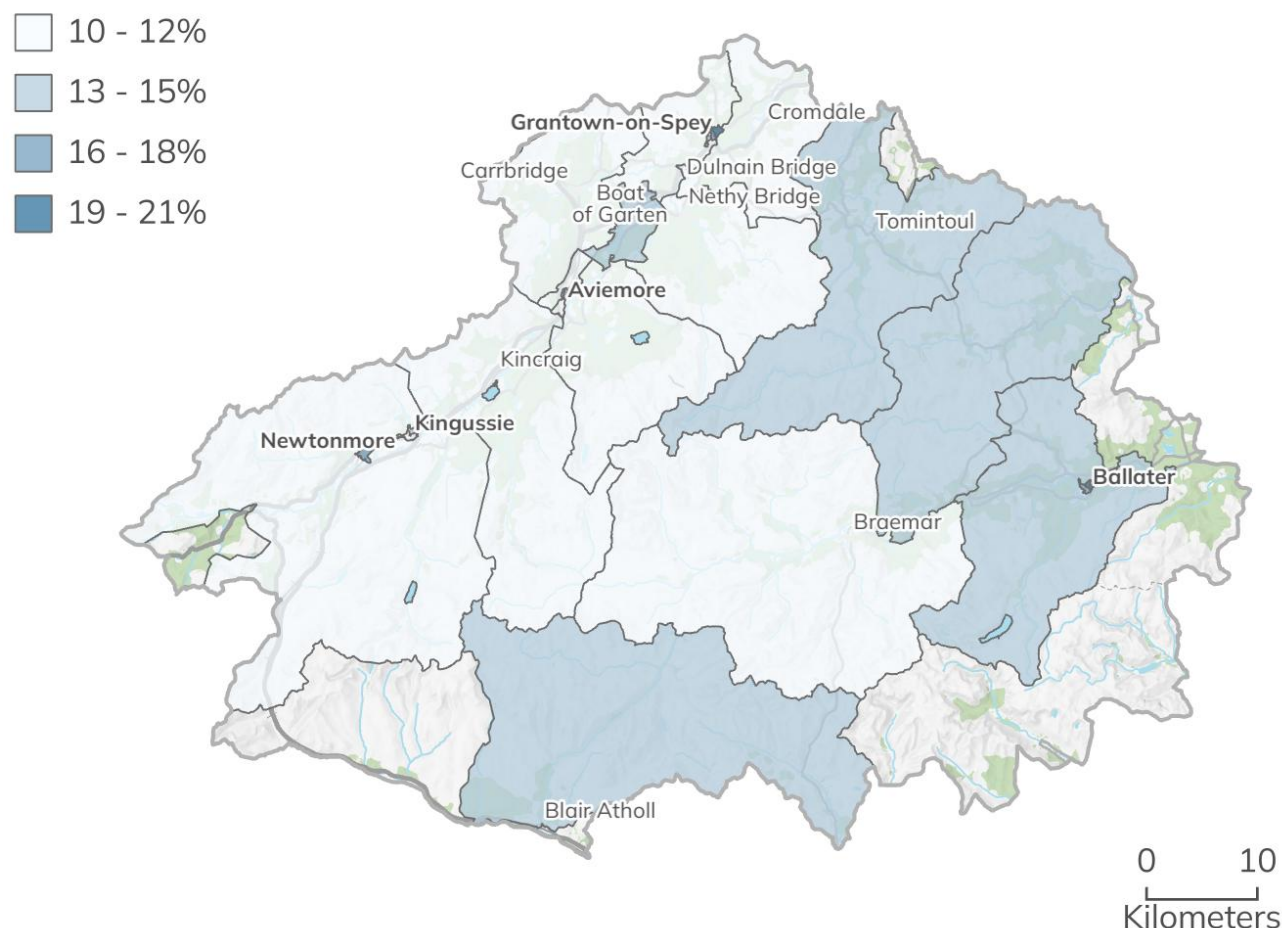 10 - 12%
13 - 15%
16 - 18%
19 - 21%
Cromdale
Grantown-on-Spey
Carrbridge
Dulnain Bridge
Boat
of Garten
Nethy Bridge
Tomintoul
Aviemore
Kincraig
Kingussie
Newtonmore
Ballater
Braemar
Blair Atholl
0 10
Kilometers